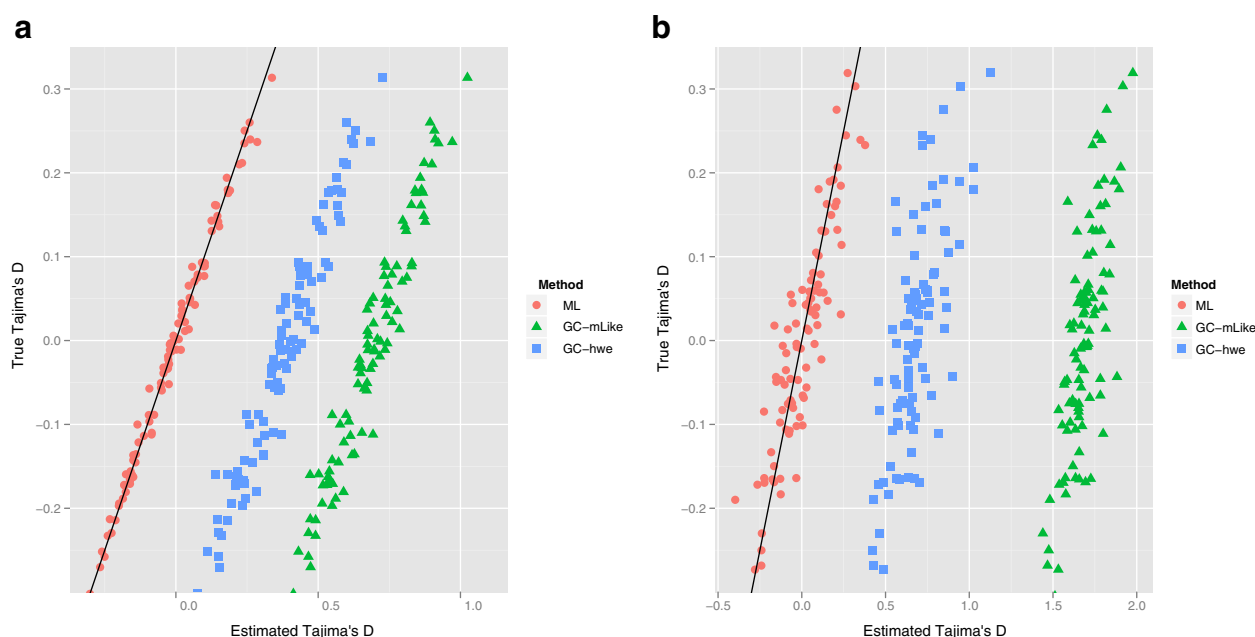 a
True Tajima's D
0.3
0.2
0.1
0.0
−0.1
−0.2
0.0
0.5
1.0
Estimated Tajima's D
Method
ML
GC−mLike
GC−hwe
b
True Tajima's D
0.3
0.2
0.1
0.0
−0.1
−0.2
−0.5
0.0
0.5
1.0
1.5
2.0
Estimated Tajima's D
Method
ML
GC−mLike
GC−hwe